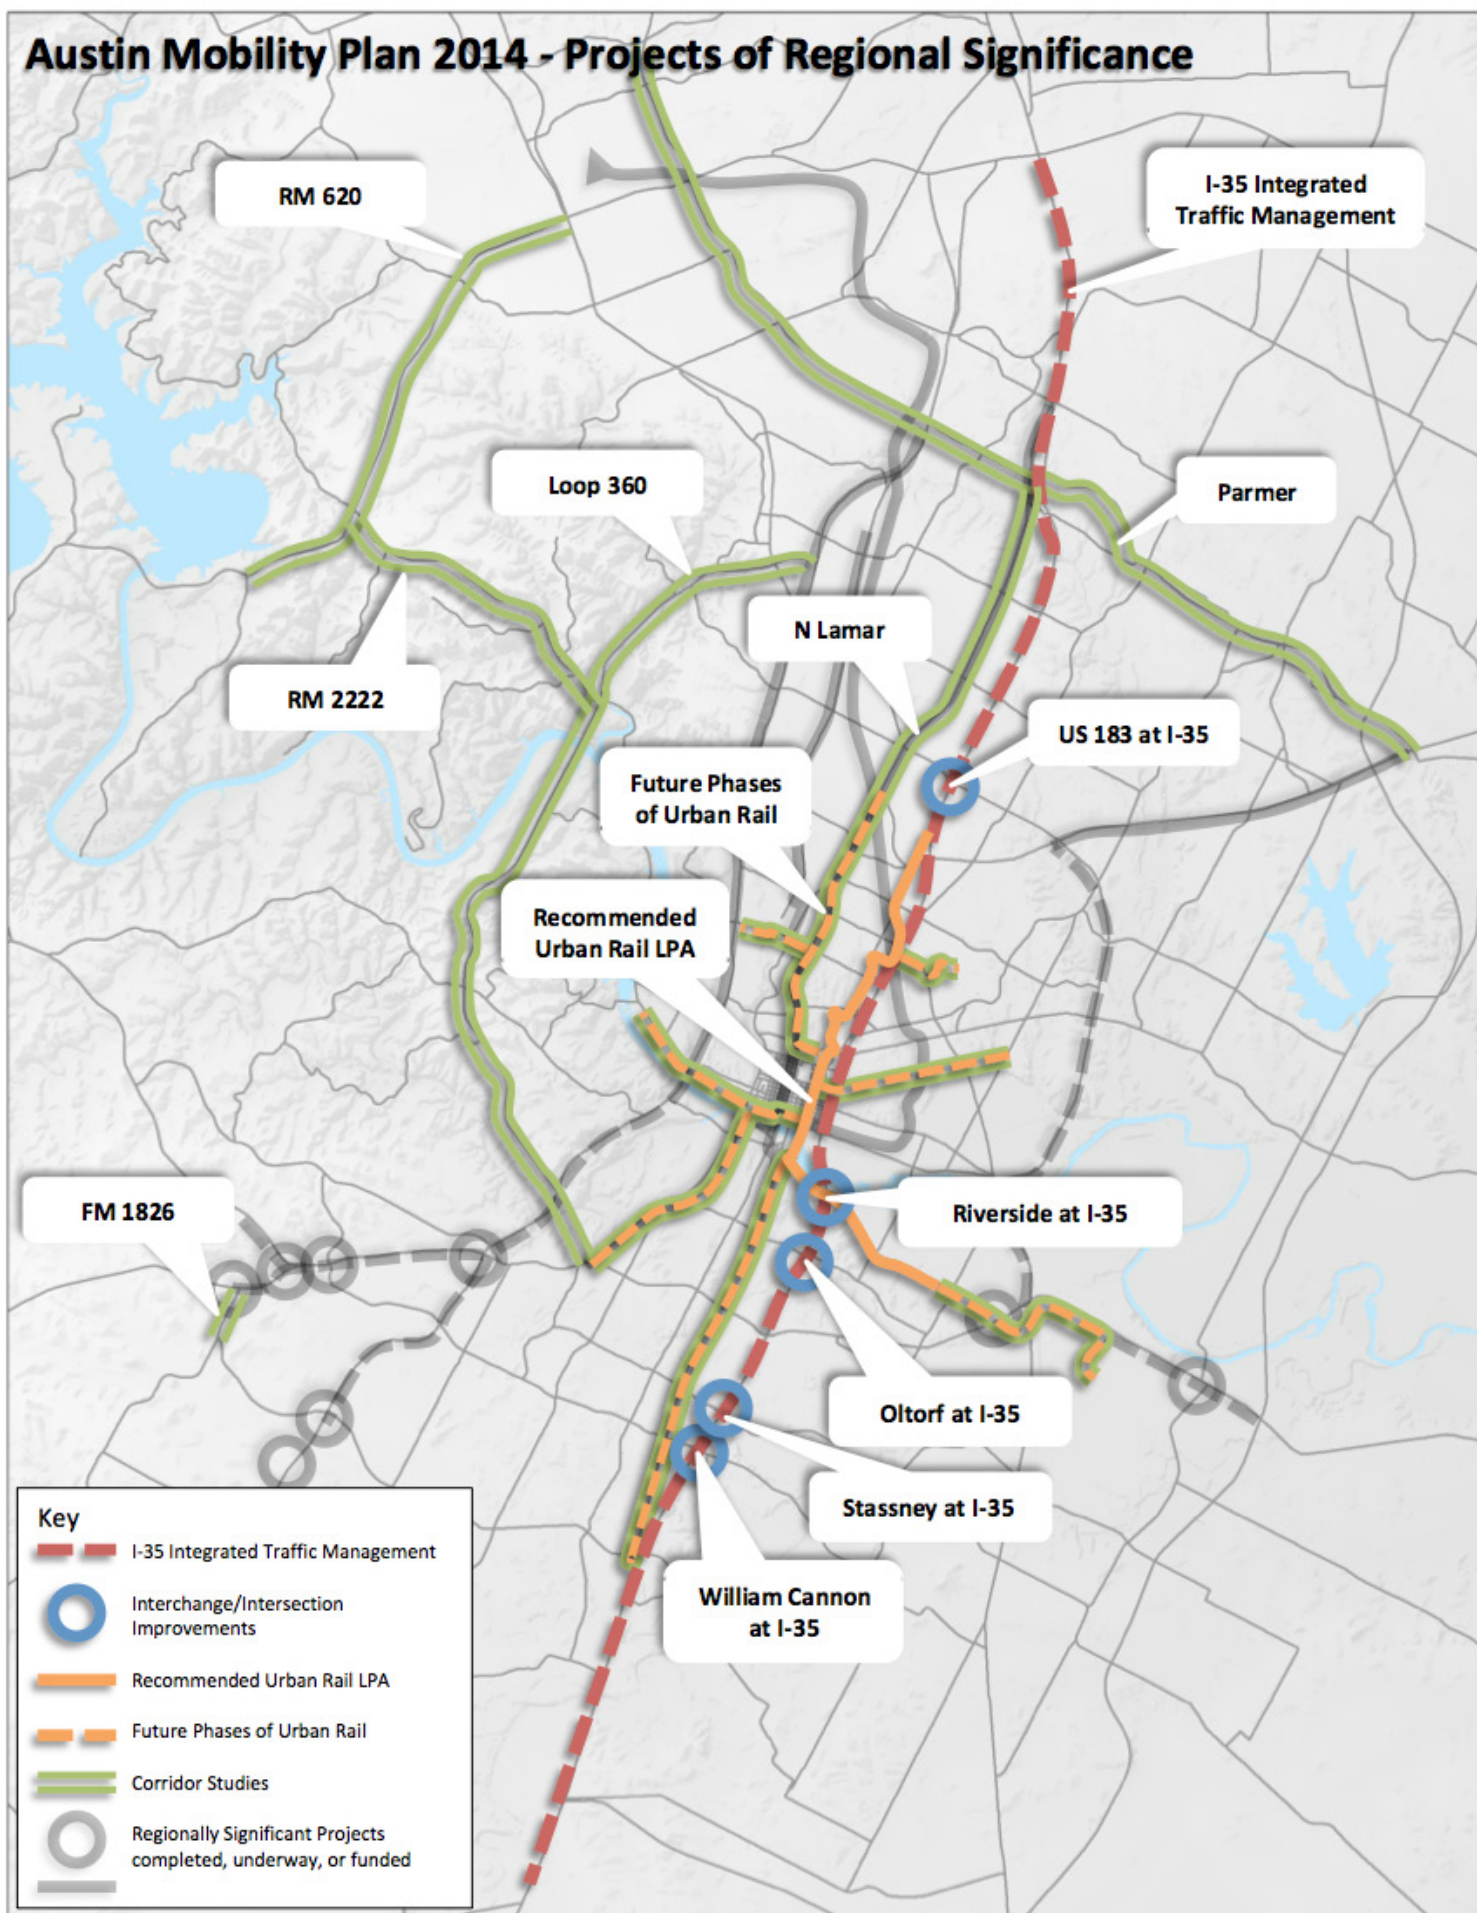 Austin Mobility Plan 2014 - Projects of Regional Significance
RM 620
I-35 Integrated
Traffic Management
Loop 360
Parmer
N Lamar
RM 2222
US 183 at I-35
Future Phases
of Urban Rail
Recommended
Urban Rail LPA
FM 1826
Riverside at I-35
Oltorf at I-35
Stassney at I-35
William Cannon
at I-35
Key
I-35 Integrated Traffic Management
Interchange/Intersection
Improvements
Recommended Urban Rail LPA
Future Phases of Urban Rail
Corridor Studies
Regionally Significant Projects
completed, underway, or funded